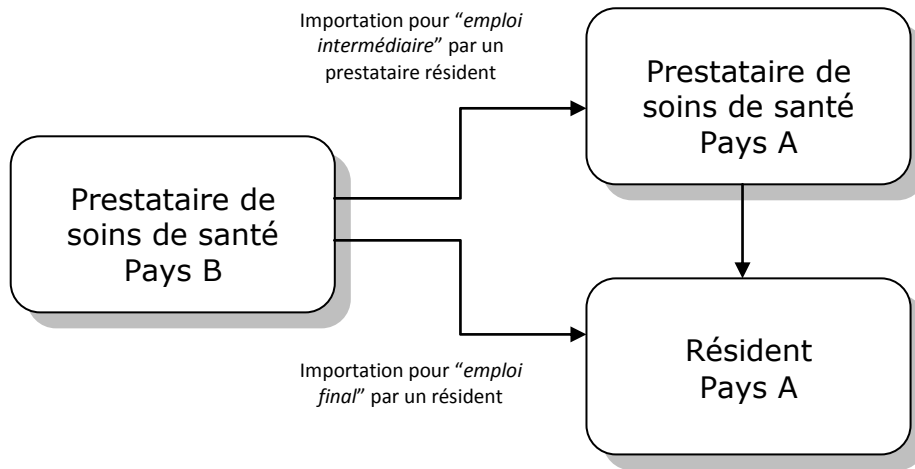 Importation pour “emploi
intermédiaire” par un
prestataire résident
Prestataire de
soins de santé
Pays A
Prestataire de
soins de santé
Pays B
Importation pour “emploi
final” par un résident
Résident
Pays A